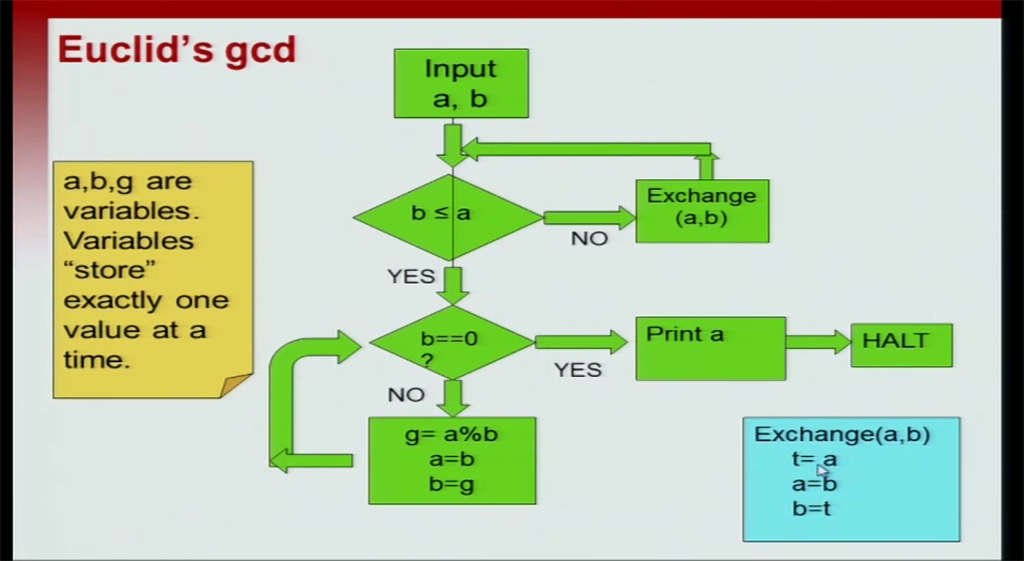 Euclid's gcd
Input
a, b
a,b,g are
variables.
Variables
“store”
exactly one
value at a
time.
b ≤ a
NO
Exchange
(a,b)
YES
b==0
?
YES
Print a
HALT
NO
g= a%b
a=b
b=g
Exchange(a,b)
t= a
a=b
b=t